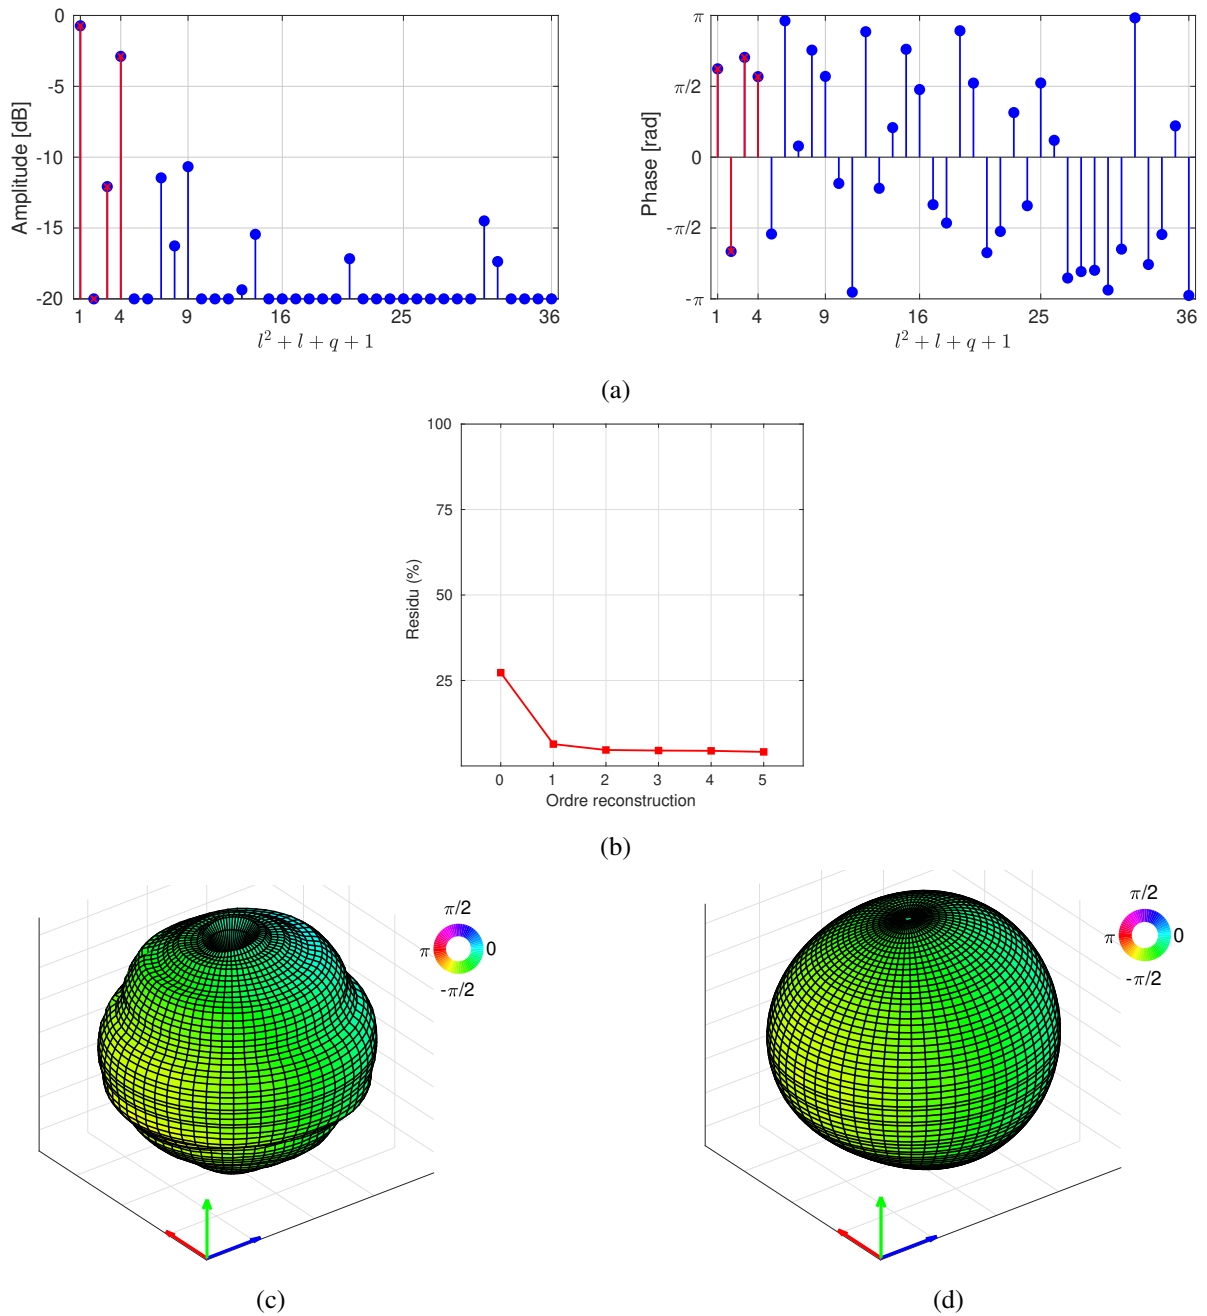 0
-5
-10
-15
-20
Amplitude [dB]
1 4 9 16 25 36
l² + l + q + 1
π
π/2
0
-π/2
-π
Phase [rad]
1 4 9 16 25 36
l² + l + q + 1
(a)
100
75
50
25
Residu (%)
0 1 2 3 4 5
Ordre reconstruction
(b)
π/2
π 0
-π/2
π/2
π 0
-π/2
(c)
(d)